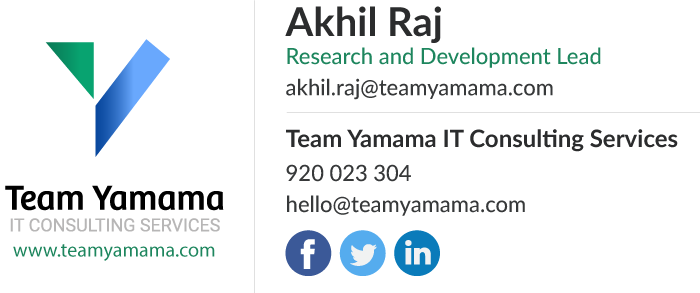 Team Yamama
IT CONSULTING SERVICES
www.teamyamama.com
Akhil Raj
Research and Development Lead
akhil.raj@teamyamama.com
Team Yamama IT Consulting Services
920 023 304
hello@teamyamama.com
f
in